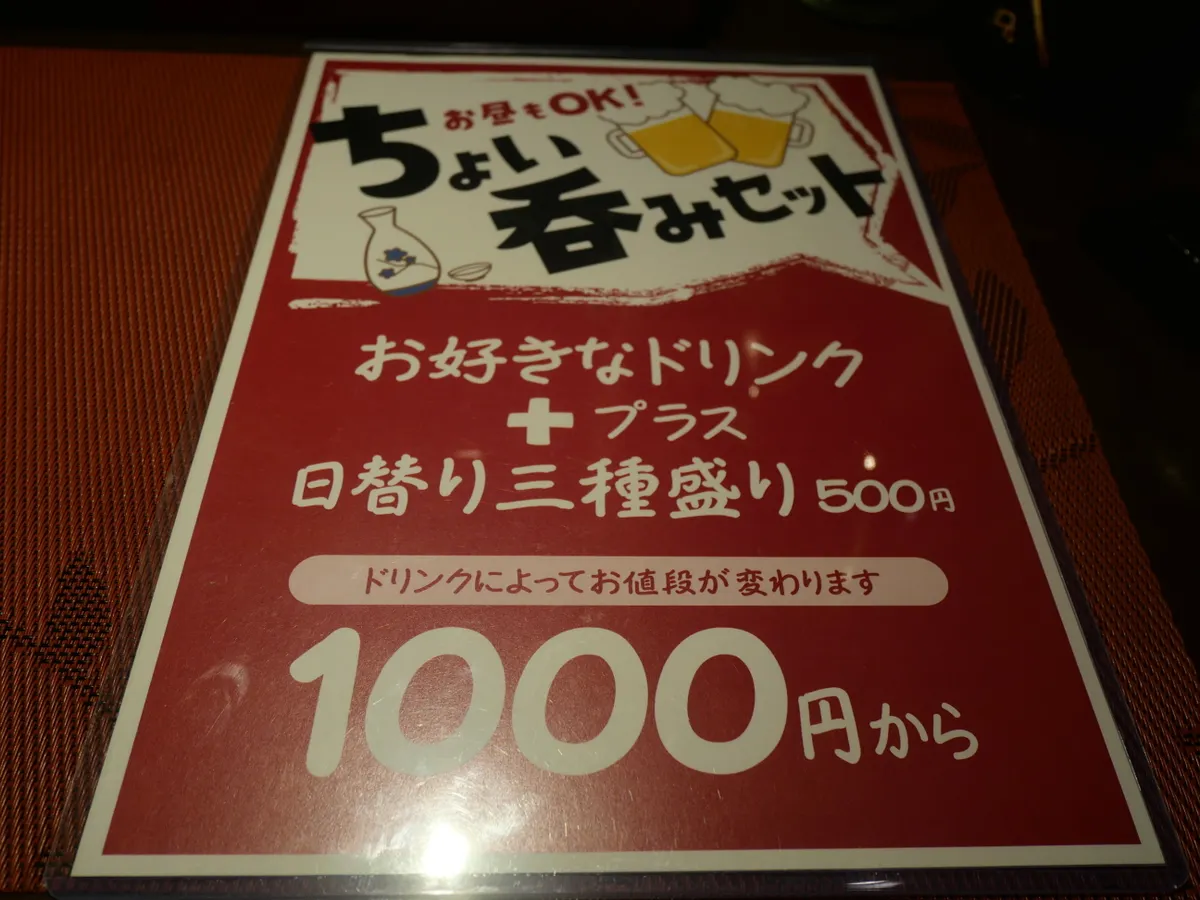 お昼もOK!
ちょい呑みセット
お好きなドリンク
+プラス
日替り三種盛り500円
ドリンクによってお値段が変わります
1000円から